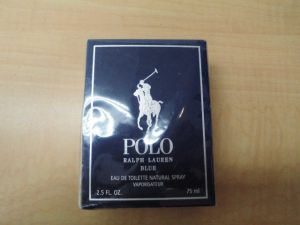 POLO
RALPH LAUREN
BLUE
EAU DE TOILETTE NATURAL SPRAY
VAPORISATEUR
2.5 FL. OZ. 75 ml